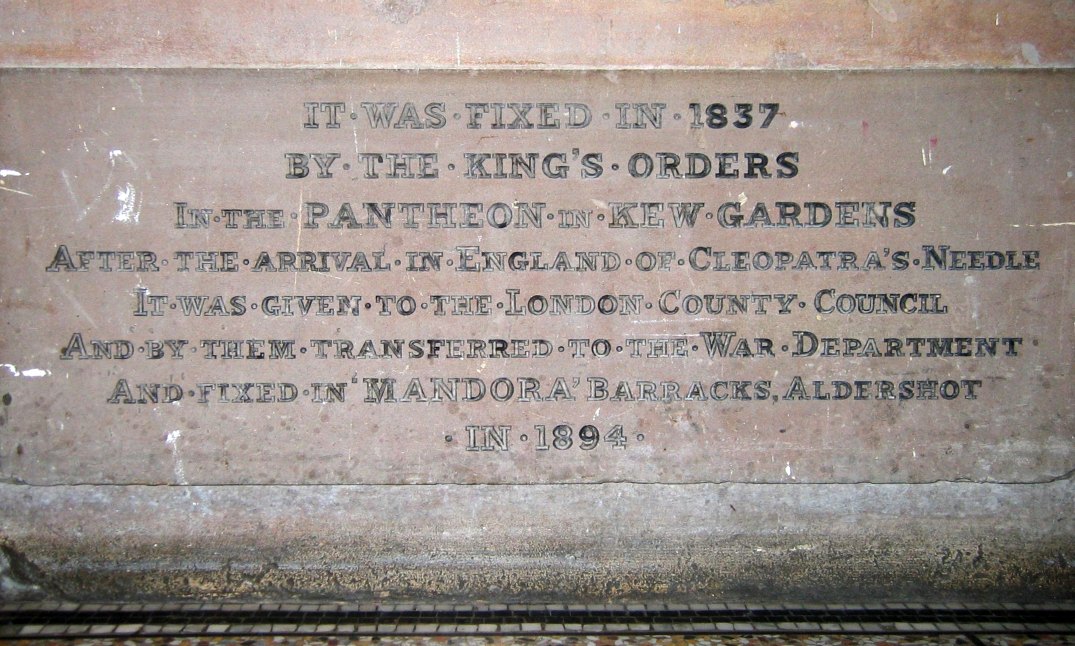 IT·WAS·FIXED·IN·1837
BY·THE·KING'S·ORDERS
IN·THE·PANTHEON·IN·KEW·GARDENS
AFTER·THE·ARRIVAL·IN·ENGLAND·OF·CLEOPATRA'S·NEEDLE
IT·WAS·GIVEN·TO·THE·LONDON·COUNTY·COUNCIL
AND·BY·THEM·TRANSFERRED·TO·THE·WAR·DEPARTMENT·
AND·FIXED·IN·'MANDORA' BARRACKS, ALDERSHOT
·IN·1894·